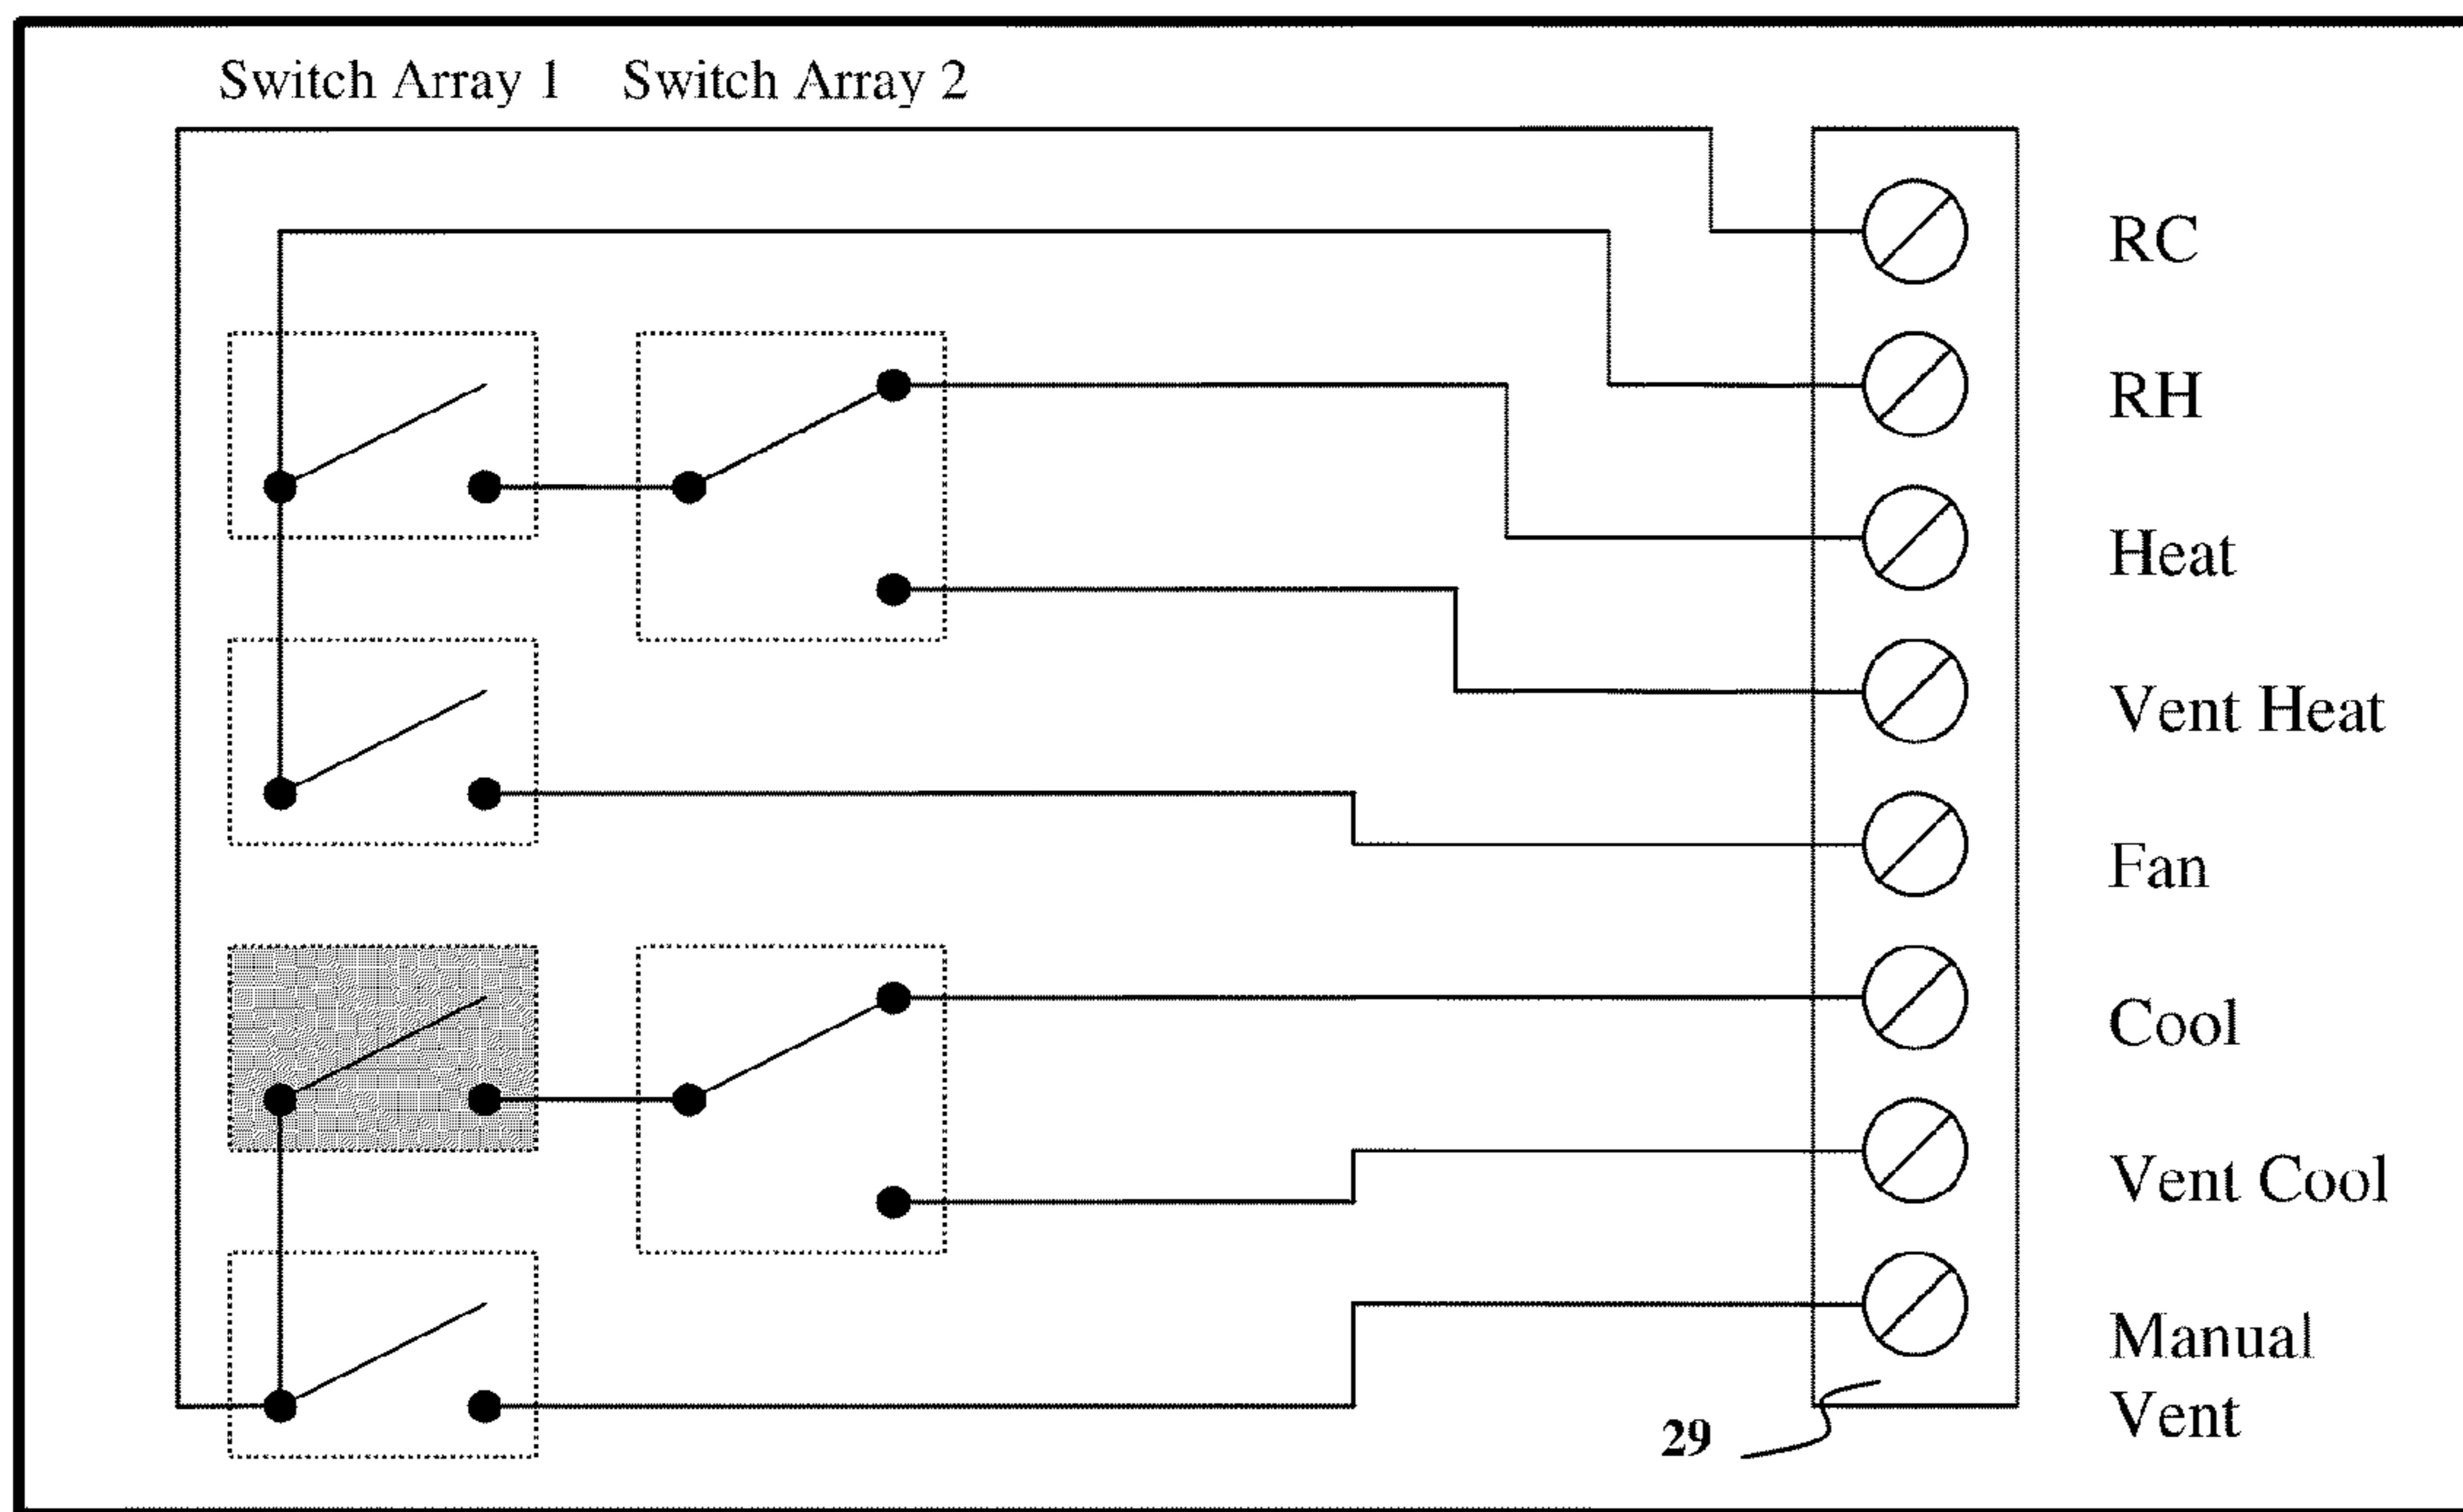 Switch Array 1 Switch Array 2
RC
RH
Heat
Vent Heat
Fan
Cool
Vent Cool
Manual
Vent
29